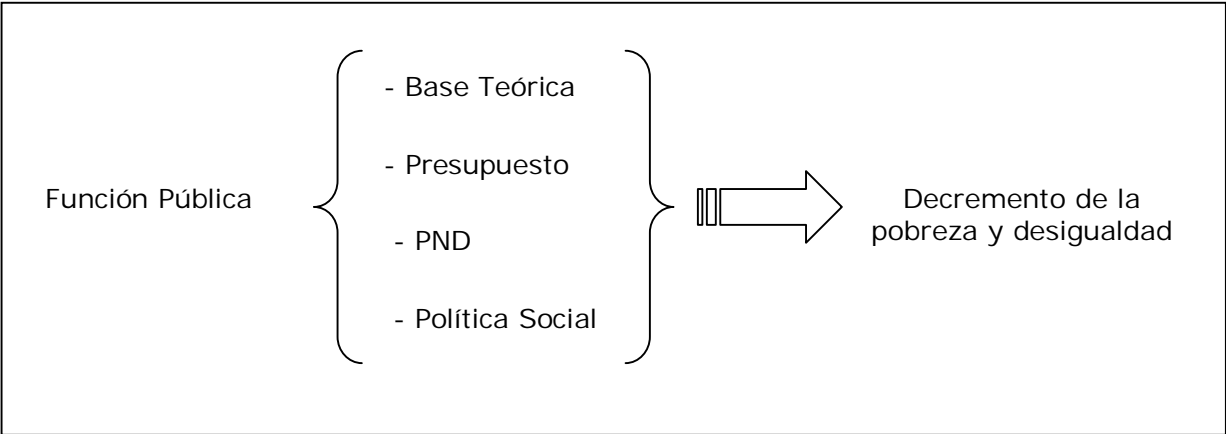 Función Pública
- Base Teórica
- Presupuesto
- PND
- Política Social
Decremento de la
pobreza y desigualdad